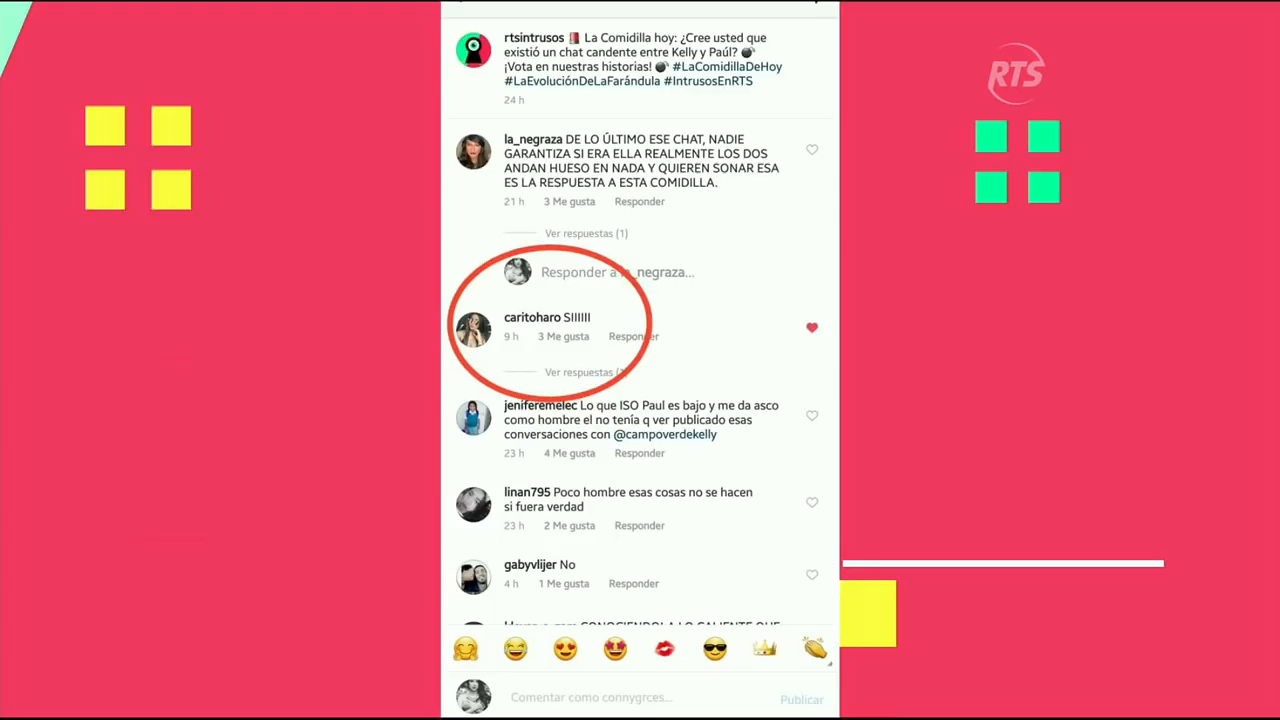 rtsintrusos La Comidilla hoy: ¿Cree usted que
existió un chat candente entre Kelly y Paúl?
¡Vota en nuestras historias! #LaComidillaDeHoy
#LaEvoluciónDeLaFarándula #IntrusosEnRTS
24 h
RTS
la_negraza DE LO ÚLTIMO ESE CHAT, NADIE
GARANTIZA SI ERA ELLA REALMENTE LOS DOS
ANDAN HUESO EN NADA Y QUIEREN SONAR ESA
ES LA RESPUESTA A ESTA COMIDILLA.
21 h 3 Me gusta Responder
Ver respuestas (1)
Responder a la_negraza...
caritoharo SIIIIII
9 h 3 Me gusta Responder
Ver respuestas
jeniferemelec Lo que ISO Paul es bajo y me da asco
como hombre el no tenía q ver publicado esas
conversaciones con @campoverdekelly
23 h 4 Me gusta Responder
linan795 Poco hombre esas cosas no se hacen
si fuera verdad
23 h 2 Me gusta Responder
gabyvlijer No
4 h 1 Me gusta Responder
Comentar como connygrces...
Publicar